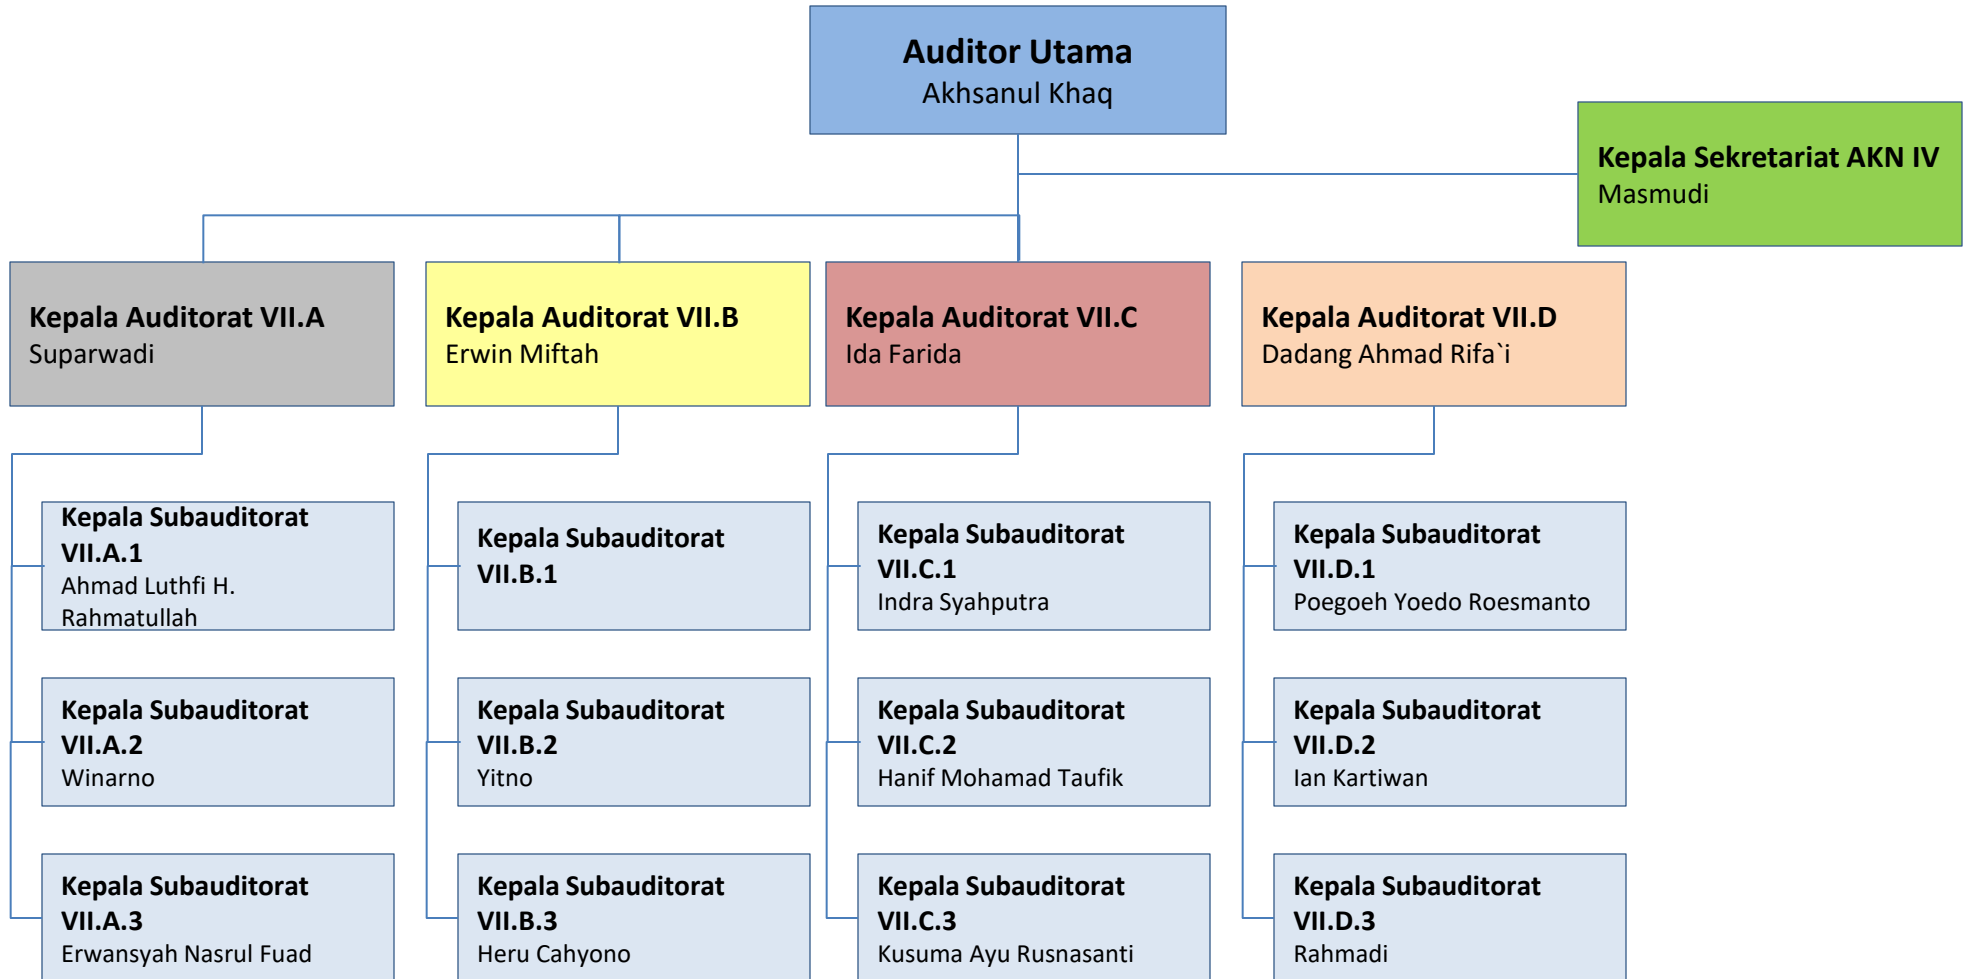 Auditor Utama
Akhsanul Khaq
Kepala Sekretariat AKN IV
Masmudi
Kepala Auditorat VII.A
Suparwadi
Kepala Auditorat VII.B
Erwin Miftah
Kepala Auditorat VII.C
Ida Farida
Kepala Auditorat VII.D
Dadang Ahmad Rifa`i
Kepala Subauditorat
VII.A.1
Ahmad Luthfi H.
Rahmatullah
Kepala Subauditorat
VII.B.1
Kepala Subauditorat
VII.C.1
Indra Syahputra
Kepala Subauditorat
VII.D.1
Poegoeh Yoedo Roesmanto
Kepala Subauditorat
VII.A.2
Winarno
Kepala Subauditorat
VII.B.2
Yitno
Kepala Subauditorat
VII.C.2
Hanif Mohamad Taufik
Kepala Subauditorat
VII.D.2
Ian Kartiwan
Kepala Subauditorat
VII.A.3
Erwansyah Nasrul Fuad
Kepala Subauditorat
VII.B.3
Heru Cahyono
Kepala Subauditorat
VII.C.3
Kusuma Ayu Rusnasanti
Kepala Subauditorat
VII.D.3
Rahmadi